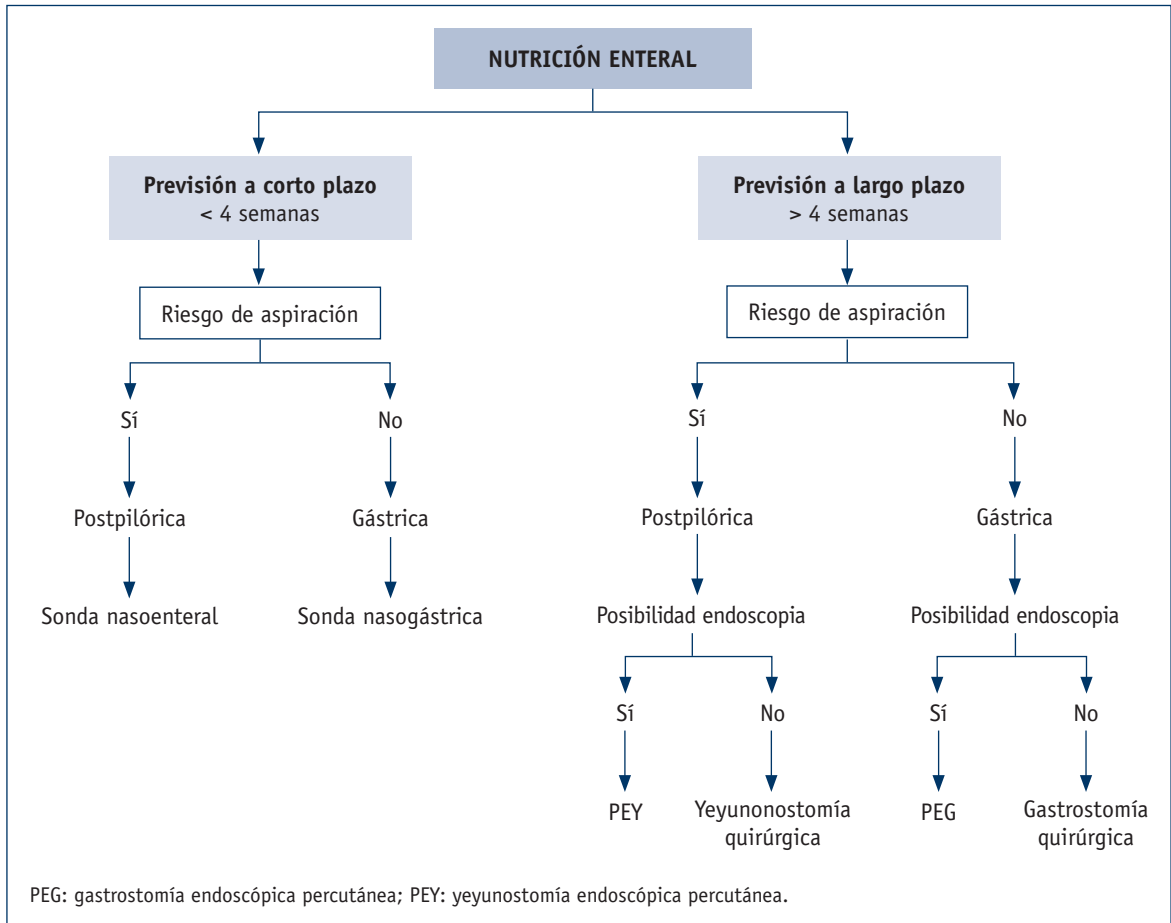 NUTRICIÓN ENTERAL
Previsión a corto plazo
< 4 semanas
Previsión a largo plazo
> 4 semanas
Riesgo de aspiración
Riesgo de aspiración
Sí
No
Sí
No
Postpilórica
Gástrica
Postpilórica
Gástrica
Sonda nasoenteral
Sonda nasogástrica
Posibilidad endoscopia
Posibilidad endoscopia
Sí
No
Sí
No
PEY
Yeyunonostomía
quirúrgica
PEG
Gastrostomía
quirúrgica
PEG: gastrostomía endoscópica percutánea; PEY: yeyunostomía endoscópica percutánea.